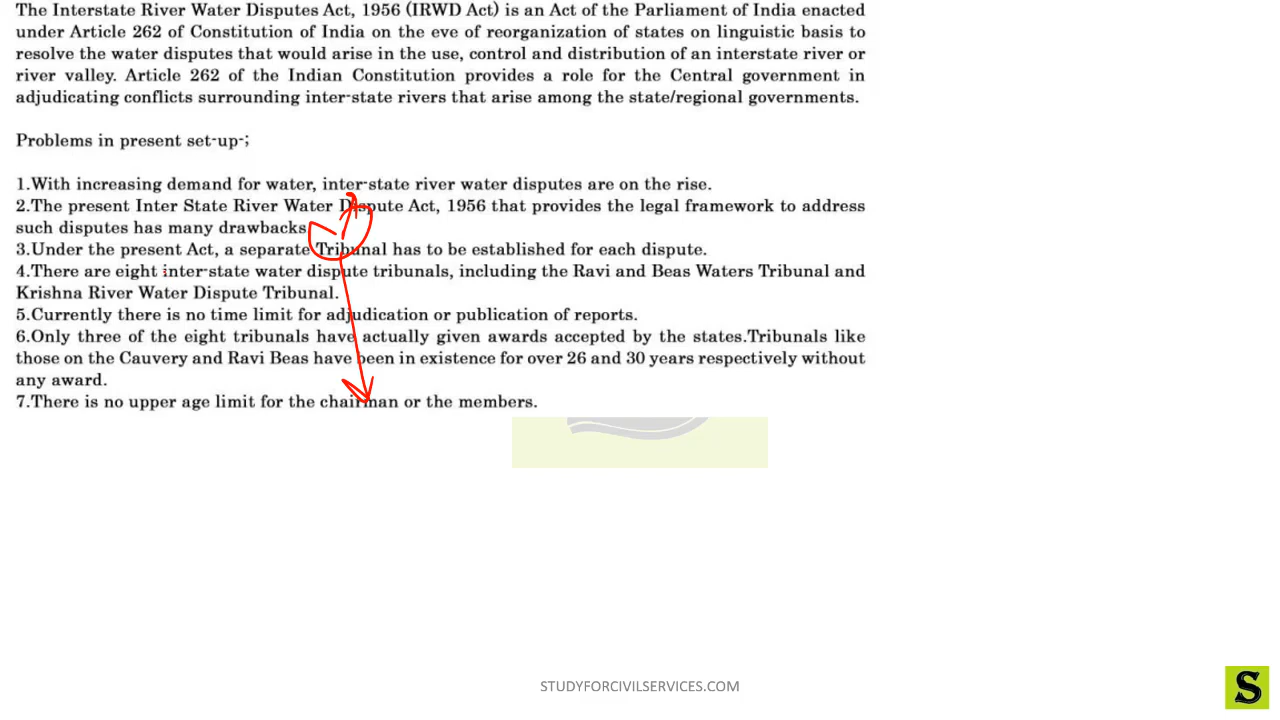 The Interstate River Water Disputes Act, 1956 (IRWD Act) is an Act of the Parliament of India enacted
under Article 262 of Constitution of India on the eve of reorganization of states on linguistic basis to
resolve the water disputes that would arise in the use, control and distribution of an interstate river or
river valley. Article 262 of the Indian Constitution provides a role for the Central government in
adjudicating conflicts surrounding inter-state rivers that arise among the state/regional governments.
Problems in present set-up-;
1.With increasing demand for water, inter-state river water disputes are on the rise.
2.The present Inter State River Water Dispute Act, 1956 that provides the legal framework to address
such disputes has many drawbacks
3.Under the present Act, a separate Tribunal has to be established for each dispute.
4.There are eight inter-state water dispute tribunals, including the Ravi and Beas Waters Tribunal and
Krishna River Water Dispute Tribunal.
5.Currently there is no time limit for adjudication or publication of reports.
6.Only three of the eight tribunals have actually given awards accepted by the states.Tribunals like
those on the Cauvery and Ravi Beas have been in existence for over 26 and 30 years respectively without
any award.
7.There is no upper age limit for the chairman or the members.
STUDYFORCIVILSERVICES.COM
S